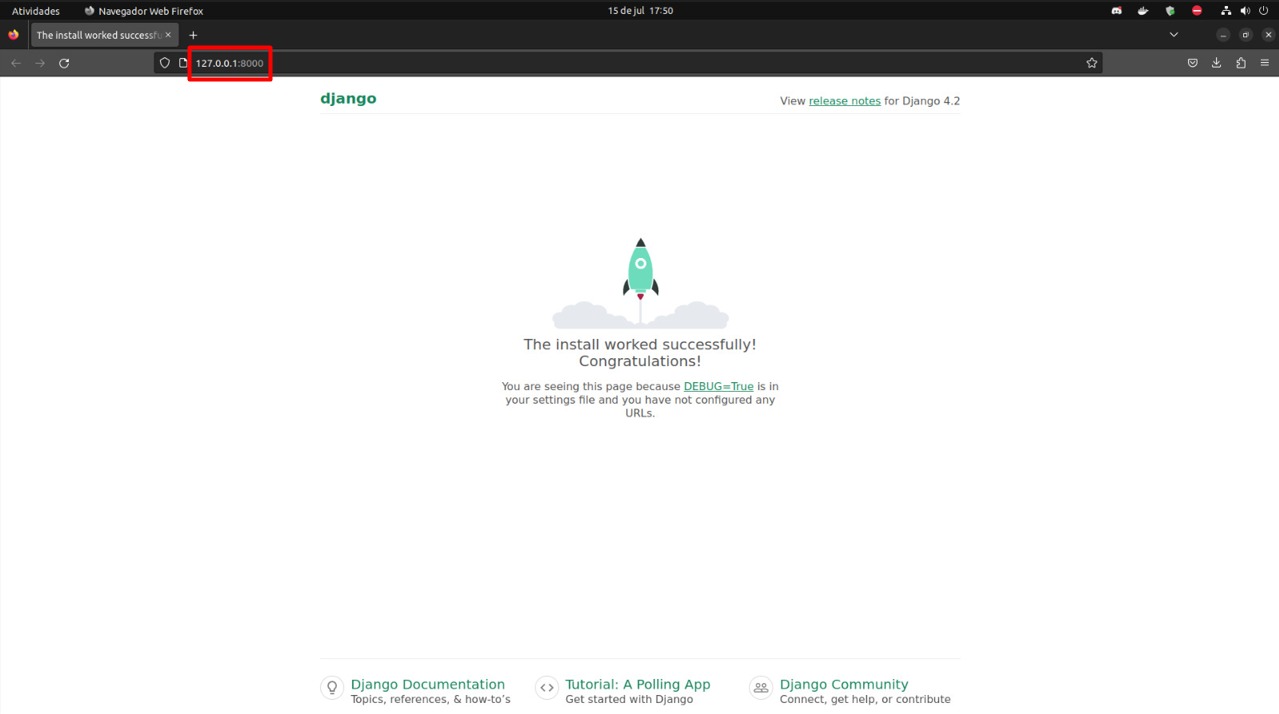 Atividades
Navegador Web Firefox
15 de jul 17:50
The install worked successfu
127.0.0.1:8000
django
View release notes for Django 4.2
The install worked successfully!
Congratulations!
You are seeing this page because DEBUG=True is in
your settings file and you have not configured any
URLs.
Django Documentation
Topics, references, & how-to's
Tutorial: A Polling App
Get started with Django
Django Community
Connect, get help, or contribute